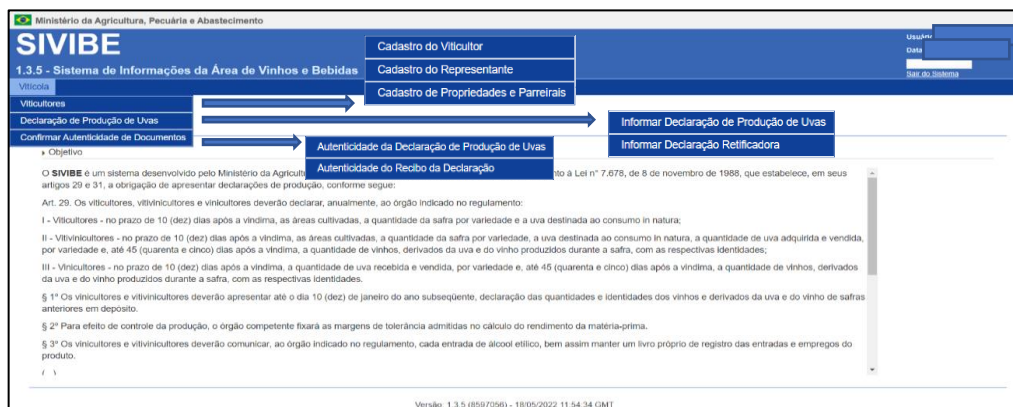 Ministério da Agricultura, Pecuária e Abastecimento
SIVIBE
1.3.5 - Sistema de Informações da Área de Vinhos e Bebidas
Usuário
Data
Sair do Sistema
Vitícola
Viticultores
Declaração de Produção de Uvas
Confirmar Autenticidade de Documentos
Cadastro do Viticultor
Cadastro do Representante
Cadastro de Propriedades e Parreirais
Informar Declaração de Produção de Uvas
Informar Declaração Retificadora
Autenticidade da Declaração de Produção de Uvas
Autenticidade do Recibo da Declaração
Objetivo
O SIVIBE é um sistema desenvolvido pelo Ministério da Agricult à Lei n° 7.678, de 8 de novembro de 1988, que estabelece, em seus
artigos 29 e 31, a obrigação de apresentar declarações de produção, conforme segue:
Art. 29. Os viticultores, vitivinicultores e vinicultores deverão declarar, anualmente, ao órgão indicado no regulamento:
I - Viticultores - no prazo de 10 (dez) dias após a vindima, as áreas cultivadas, a quantidade da safra por variedade e a uva destinada ao consumo in natura;
II - Vitivinicultores - no prazo de 10 (dez) dias após a vindima, as áreas cultivadas, a quantidade da safra por variedade, a uva destinada ao consumo in natura, a quantidade de uva adquirida e vendida,
por variedade e, até 45 (quarenta e cinco) dias após a vindima, a quantidade de vinhos, derivados da uva e do vinho produzidos durante a safra, com as respectivas identidades;
III - Vinicultores - no prazo de 10 (dez) dias após a vindima, a quantidade de uva recebida e vendida, por variedade e, até 45 (quarenta e cinco) dias após a vindima, a quantidade de vinhos, derivados
da uva e do vinho produzidos durante a safra, com as respectivas identidades.
§ 1º Os vinicultores e vitivinicultores deverão apresentar até o dia 10 (dez) de janeiro do ano subseqüente, declaração das quantidades e identidades dos vinhos e derivados da uva e do vinho de safras
anteriores em depósito.
§ 2º Para efeito de controle da produção, o órgão competente fixará as margens de tolerância admitidas no cálculo do rendimento da matéria-prima.
§ 3º Os vinicultores e vitivinicultores deverão comunicar, ao órgão indicado no regulamento, cada entrada de álcool etílico, bem assim manter um livro próprio de registro das entradas e empregos do
produto.
Versão: 1.3.5 (8597056) - 18/05/2022 11:54:34 GMT